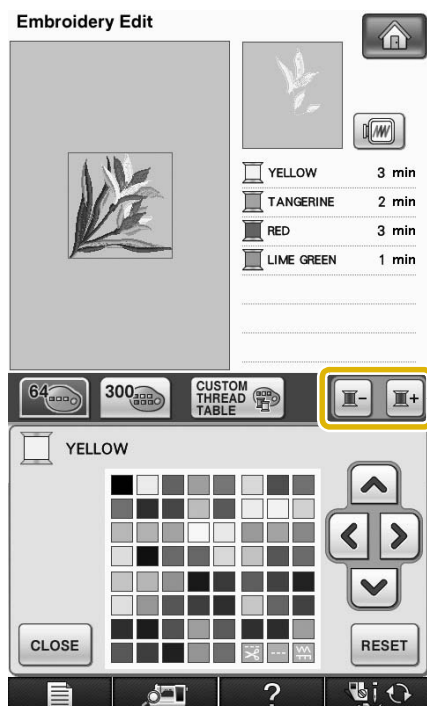 Embroidery Edit
YELLOW 3 min
TANGERINE 2 min
RED 3 min
LIME GREEN 1 min
64
300
CUSTOM
THREAD
TABLE
-
+
YELLOW
CLOSE
RESET
?